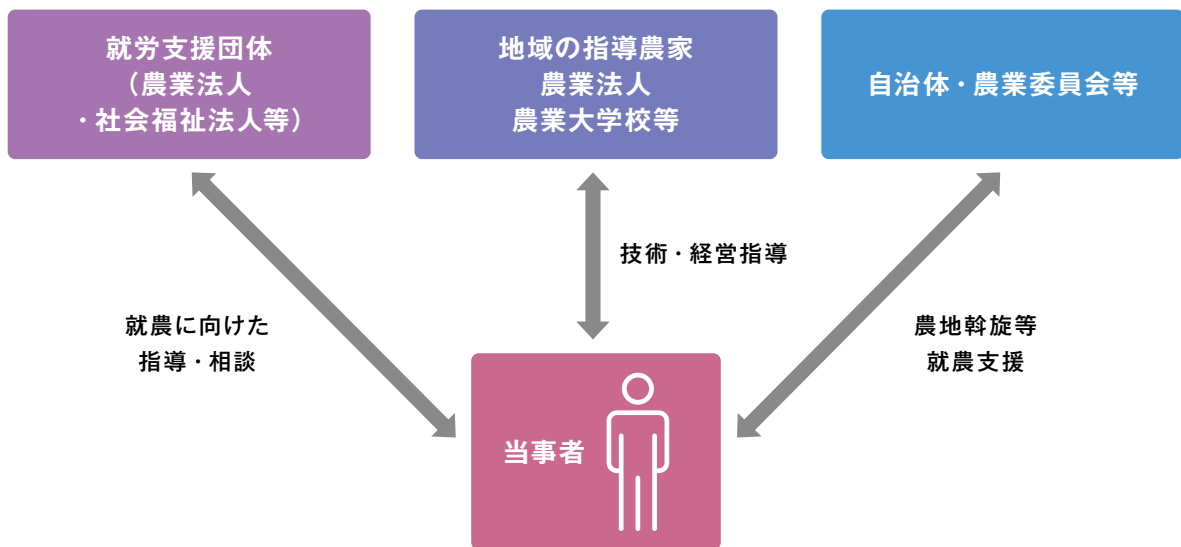 就労支援団体
（農業法人
・社会福祉法人等）
地域の指導農家
農業法人
農業大学校等
自治体・農業委員会等
技術・経営指導
就農に向けた
指導・相談
農地斡旋等
就農支援
当事者